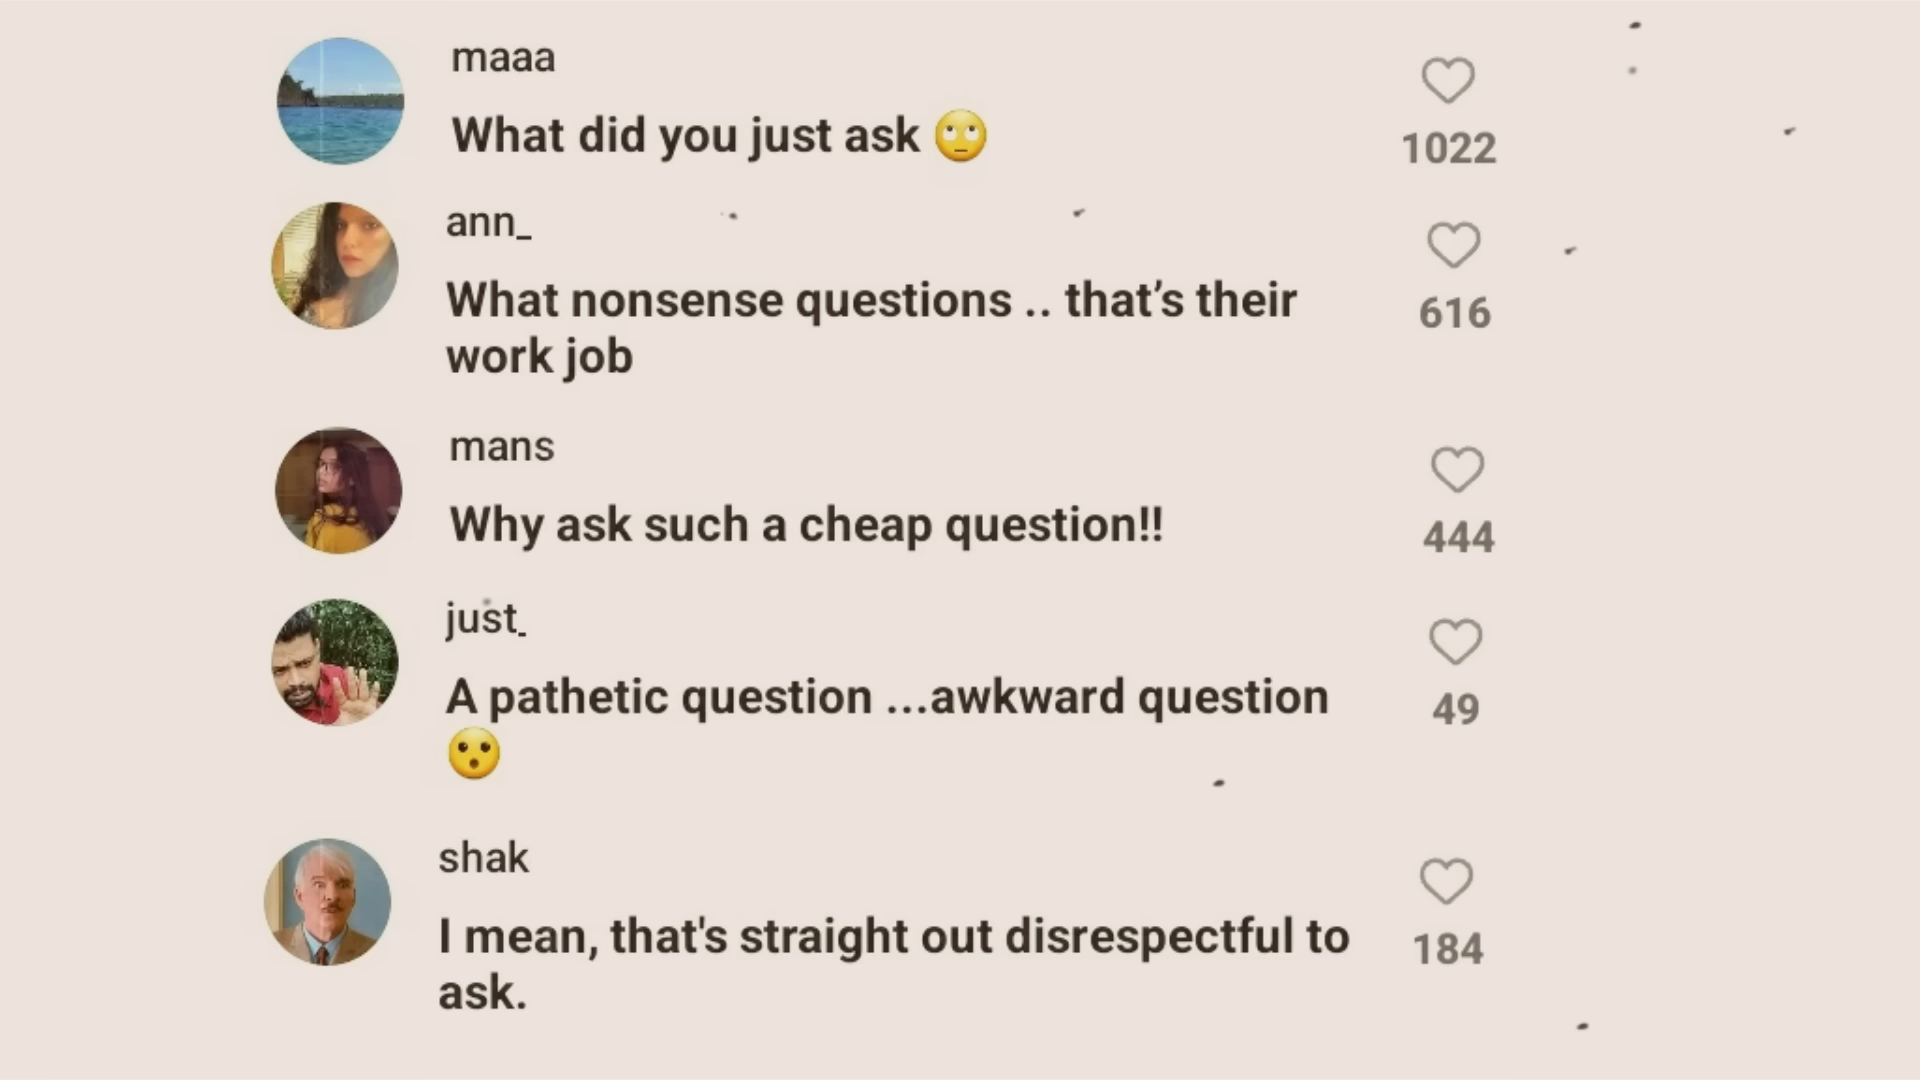 maaa
What did you just ask 🙄
1022
ann_
What nonsense questions .. that’s their
work job
616
mans
Why ask such a cheap question!!
444
just_
A pathetic question ...awkward question
😮
49
shak
I mean, that's straight out disrespectful to
ask.
184